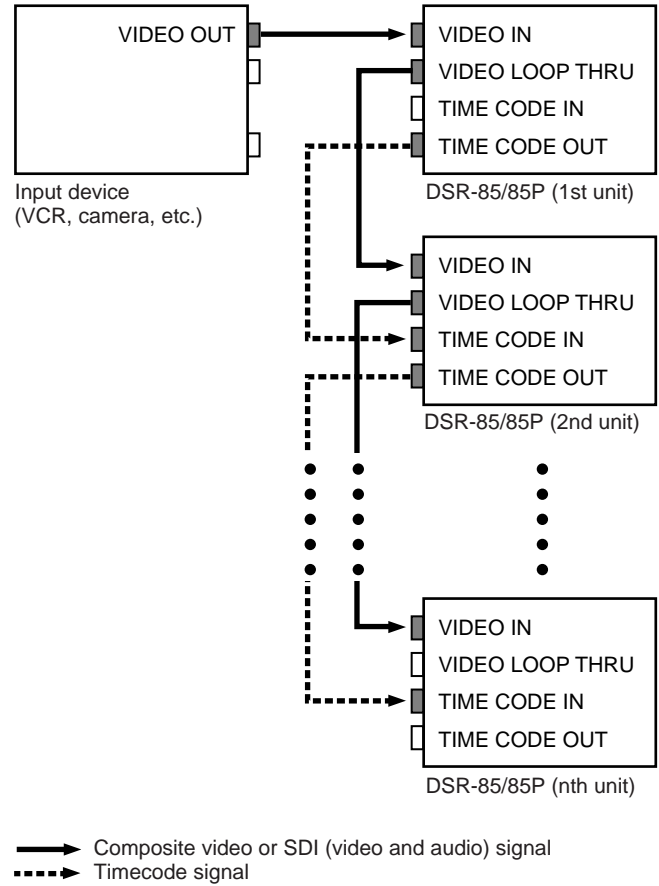 VIDEO OUT
Input device
(VCR, camera, etc.)
VIDEO IN
VIDEO LOOP THRU
TIME CODE IN
TIME CODE OUT
DSR-85/85P (1st unit)
VIDEO IN
VIDEO LOOP THRU
TIME CODE IN
TIME CODE OUT
DSR-85/85P (2nd unit)
VIDEO IN
VIDEO LOOP THRU
TIME CODE IN
TIME CODE OUT
DSR-85/85P (nth unit)
Composite video or SDI (video and audio) signal
Timecode signal